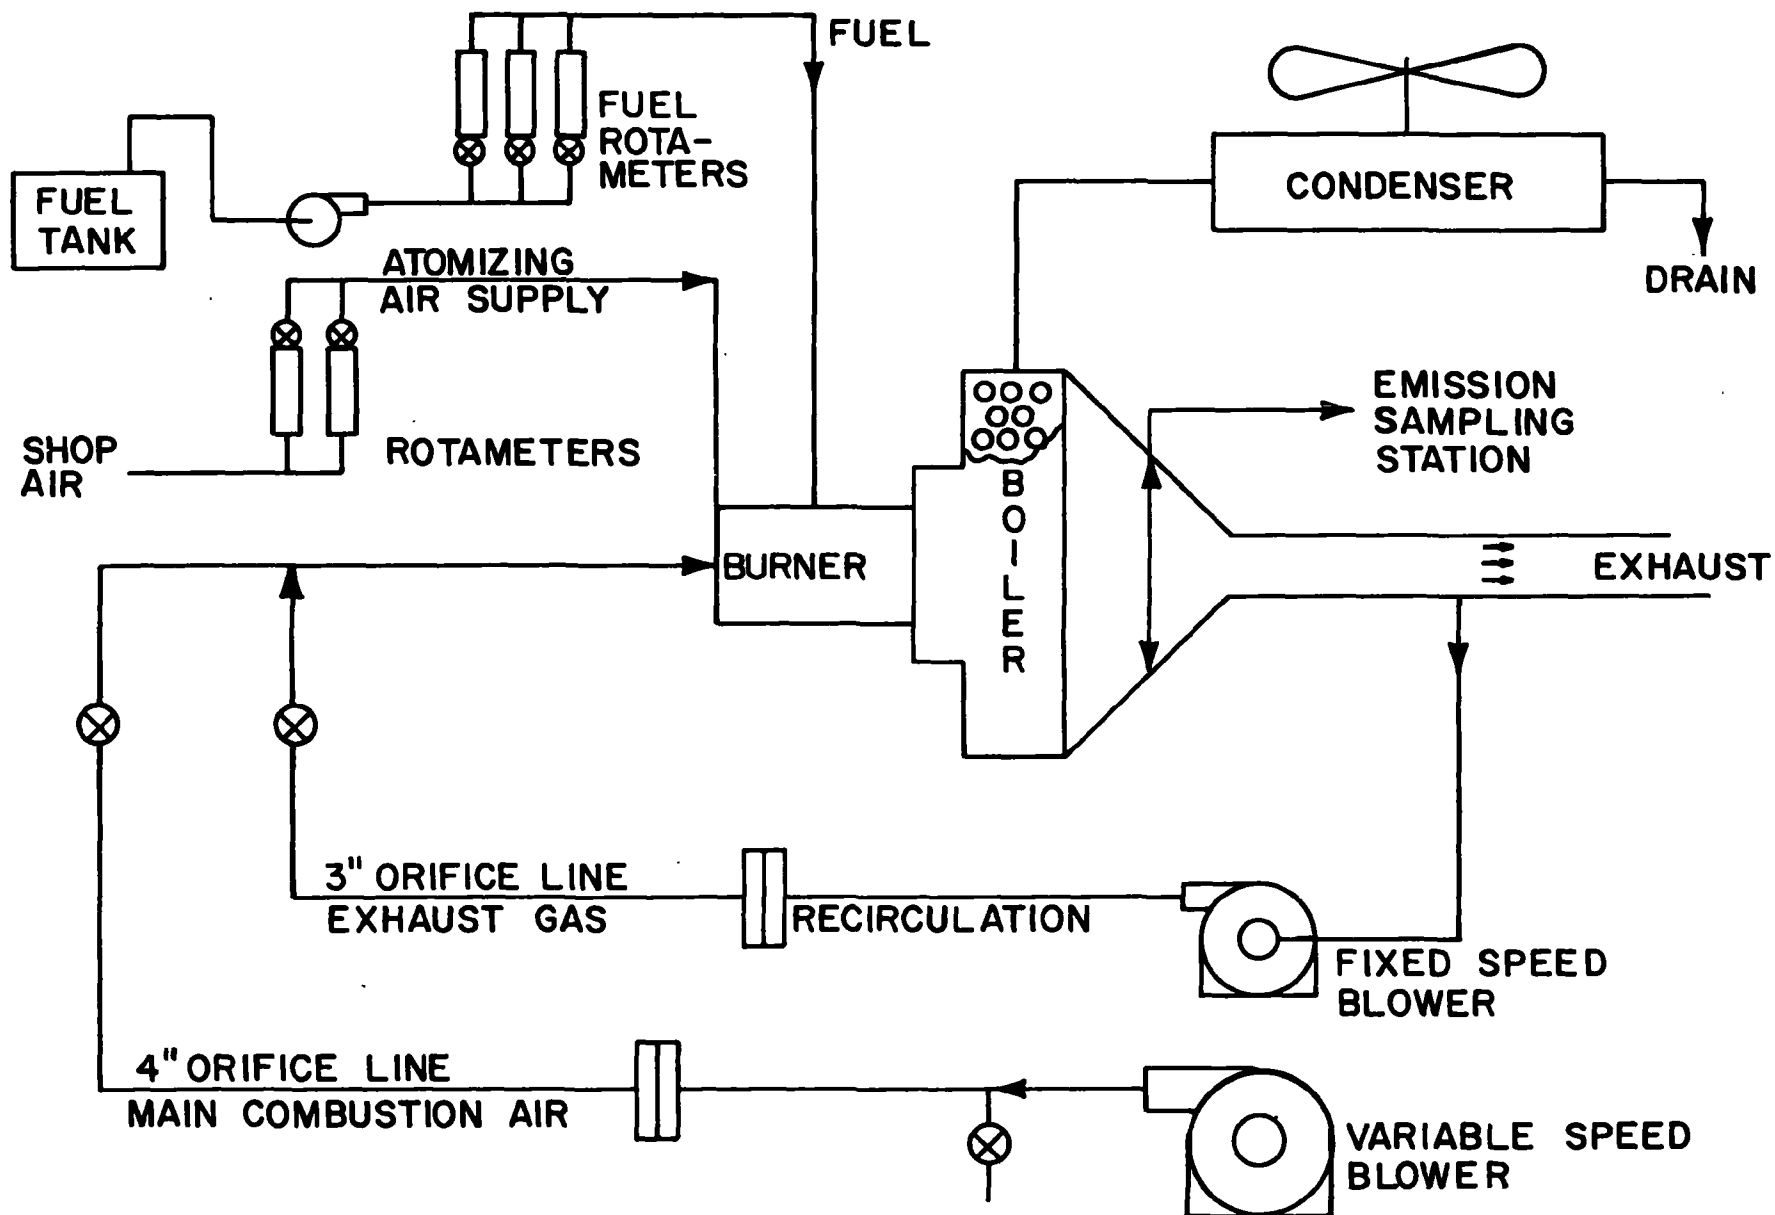 FUEL
FUEL
ROTA-
METERS
FUEL
TANK
CONDENSER
DRAIN
ATOMIZING
AIR SUPPLY
SHOP
AIR
ROTAMETERS
EMISSION
SAMPLING
STATION
BURNER
BOILER
EXHAUST
3" ORIFICE LINE
EXHAUST GAS RECIRCULATION
FIXED SPEED
BLOWER
4" ORIFICE LINE
MAIN COMBUSTION AIR
VARIABLE SPEED
BLOWER